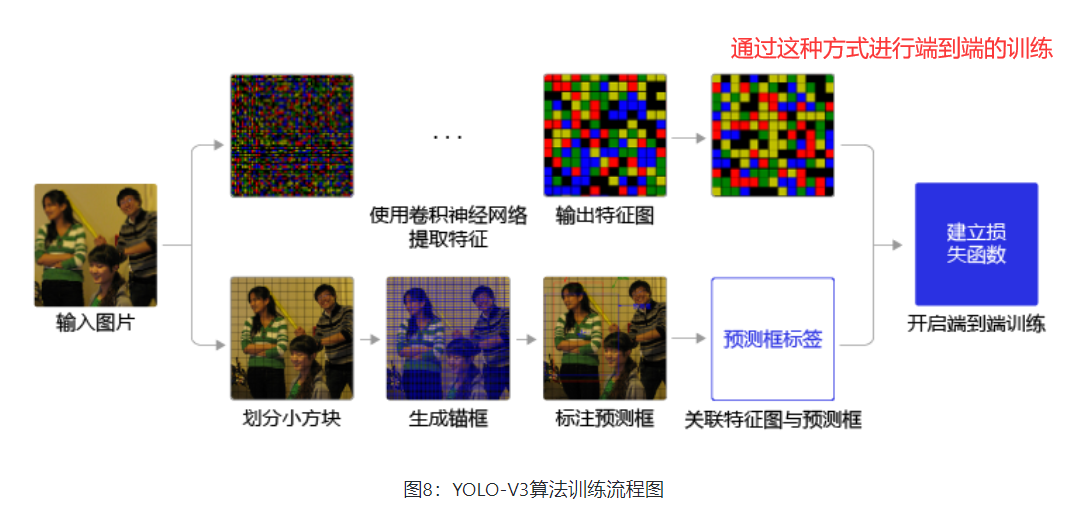 通过这种方式进行端到端的训练
...
使用卷积神经网络
提取特征
输出特征图
建立损
失函数
输入图片
开启端到端训练
预测框标签
划分小方块
生成锚框
标注预测框
关联特征图与预测框
图8：YOLO-V3算法训练流程图